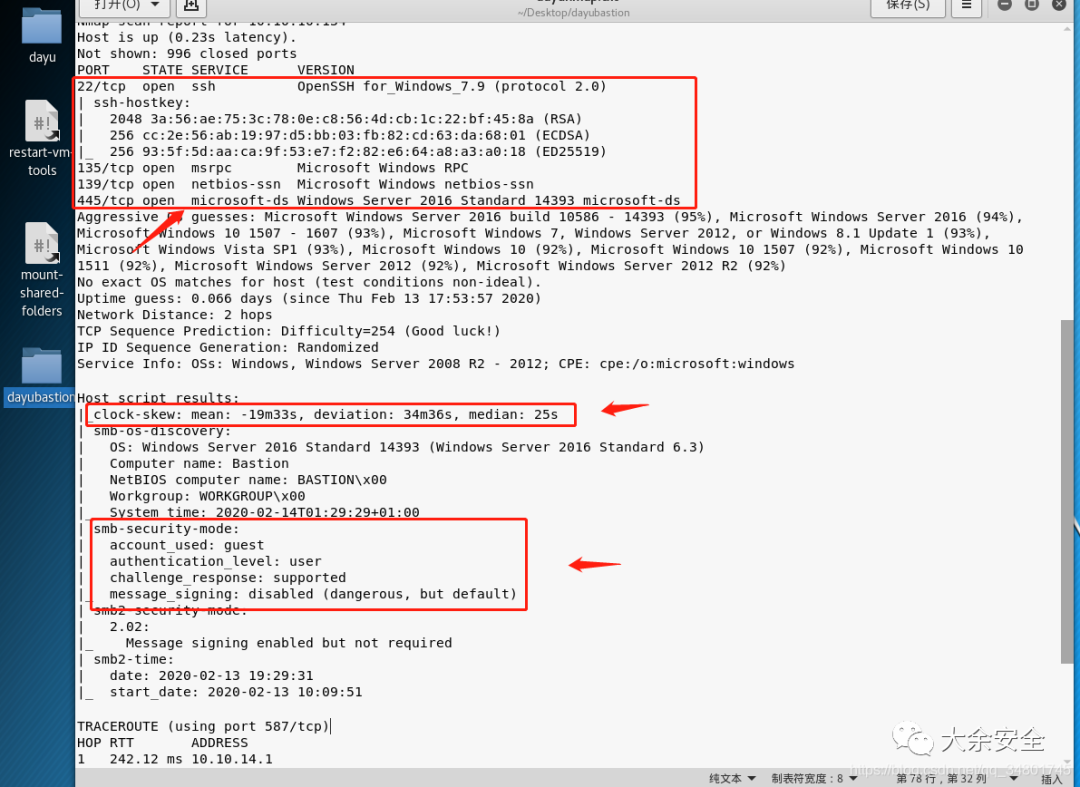 打开(O)
~/Desktop/dayubastion
保存(S)
dayu
restart-vm-
tools
mount-
shared-
folders
dayubastion
Host is up (0.23s latency).
Not shown: 996 closed ports
PORT    STATE SERVICE      VERSION
22/tcp  open  ssh          OpenSSH for_Windows_7.9 (protocol 2.0)
| ssh-hostkey:
|   2048 3a:56:ae:75:3c:78:0e:c8:56:4d:cb:1c:22:bf:45:8a (RSA)
|   256 cc:2e:56:ab:19:97:d5:bb:03:fb:82:cd:63:da:68:01 (ECDSA)
|_  256 93:5f:5d:aa:ca:9f:53:e7:f2:82:e6:64:a8:a3:a0:18 (ED25519)
135/tcp open  msrpc        Microsoft Windows RPC
139/tcp open  netbios-ssn  Microsoft Windows netbios-ssn
445/tcp open  microsoft-ds Windows Server 2016 Standard 14393 microsoft-ds
Aggressive OS guesses: Microsoft Windows Server 2016 build 10586 - 14393 (95%), Microsoft Windows Server 2016 (94%),
Microsoft Windows 10 1507 - 1607 (93%), Microsoft Windows 7, Windows Server 2012, or Windows 8.1 Update 1 (93%),
Microsoft Windows Vista SP1 (93%), Microsoft Windows 10 (92%), Microsoft Windows 10 1507 (92%), Microsoft Windows 10
1511 (92%), Microsoft Windows Server 2012 (92%), Microsoft Windows Server 2012 R2 (92%)
No exact OS matches for host (test conditions non-ideal).
Uptime guess: 0.066 days (since Thu Feb 13 17:53:57 2020)
Network Distance: 2 hops
TCP Sequence Prediction: Difficulty=254 (Good luck!)
IP ID Sequence Generation: Randomized
Service Info: OSs: Windows, Windows Server 2008 R2 - 2012; CPE: cpe:/o:microsoft:windows
Host script results:
|_clock-skew: mean: -19m33s, deviation: 34m36s, median: 25s
| smb-os-discovery:
|   OS: Windows Server 2016 Standard 14393 (Windows Server 2016 Standard 6.3)
|   Computer name: Bastion
|   NetBIOS computer name: BASTION\x00
|   Workgroup: WORKGROUP\x00
|_  System time: 2020-02-14T01:29:29+01:00
| smb-security-mode:
|   account_used: guest
|   authentication_level: user
|   challenge_response: supported
|_  message_signing: disabled (dangerous, but default)
| smb2-security-mode:
|   2.02:
|_    Message signing enabled but not required
| smb2-time:
|   date: 2020-02-13 19:29:31
|_  start_date: 2020-02-13 10:09:51
TRACEROUTE (using port 587/tcp)
HOP RTT       ADDRESS
1   242.12 ms 10.10.14.1
大余安全
纯文本 制表符宽度：8 第 78 行，第 32 列 插入